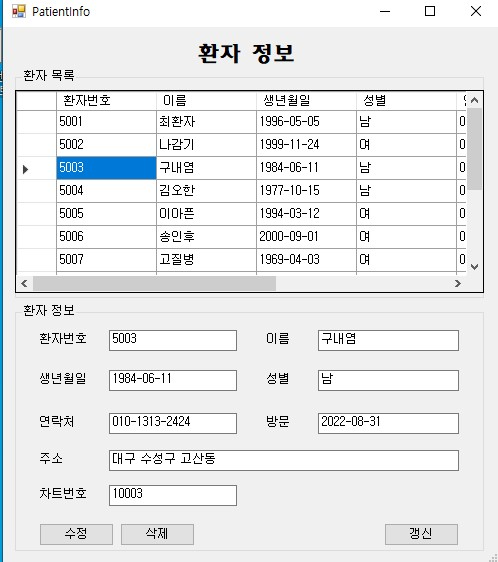 PatientInfo
환자 정보
환자 목록
환자번호 이름 생년월일 성별
5001 최환자 1996-05-05 남 0
5002 나감기 1999-11-24 여 0
5003 구내염 1984-06-11 남 0
5004 김오한 1977-10-15 남 0
5005 이아픈 1994-03-12 여 0
5006 송인후 2000-09-01 여 0
5007 고질병 1969-04-03 여 0
환자 정보
환자번호 5003 이름 구내염
생년월일 1984-06-11 성별 남
연락처 010-1313-2424 방문 2022-08-31
주소 대구 수성구 고산동
차트번호 10003
수정 삭제 갱신